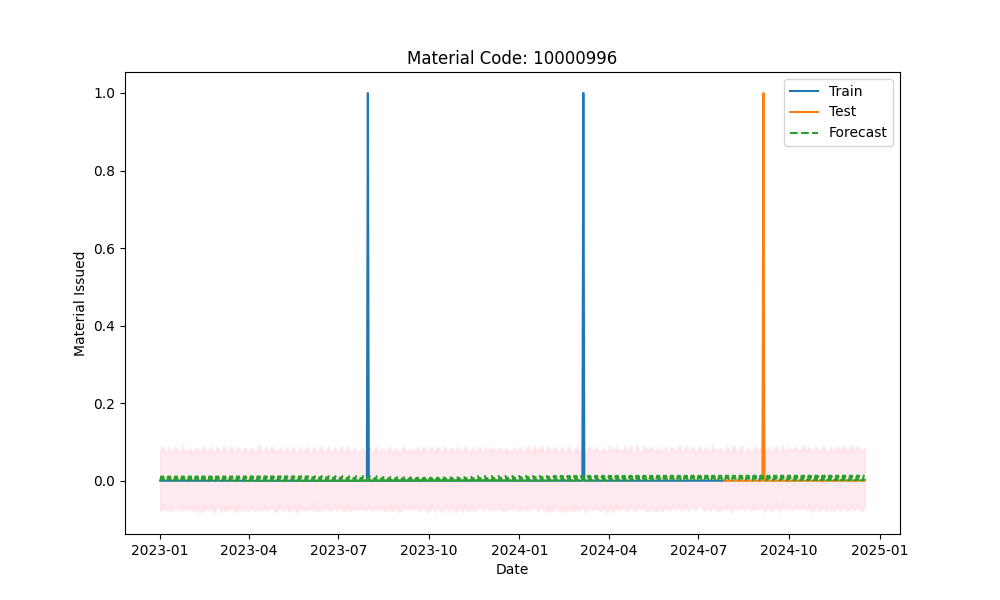 Material Code: 10000996
Train
Test
Forecast
1.0
0.8
0.6
0.4
0.2
0.0
Material Issued
2023-01 2023-04 2023-07 2023-10 2024-01 2024-04 2024-07 2024-10 2025-01
Date